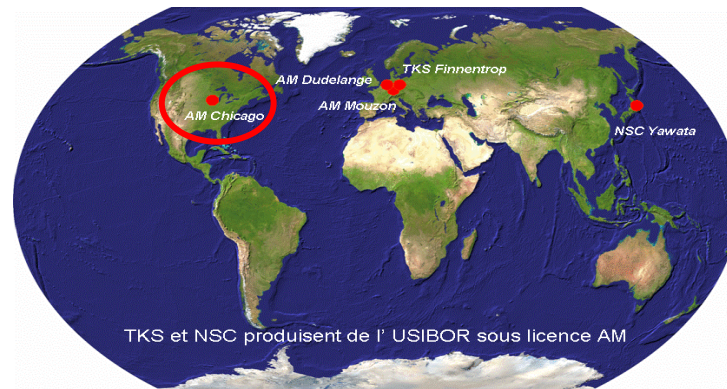 TKS Finnentrop
AM Dudelange
AM Mouzon
AM Chicago
NSC Yawata
TKS et NSC produisent de l' USIBOR sous licence AM